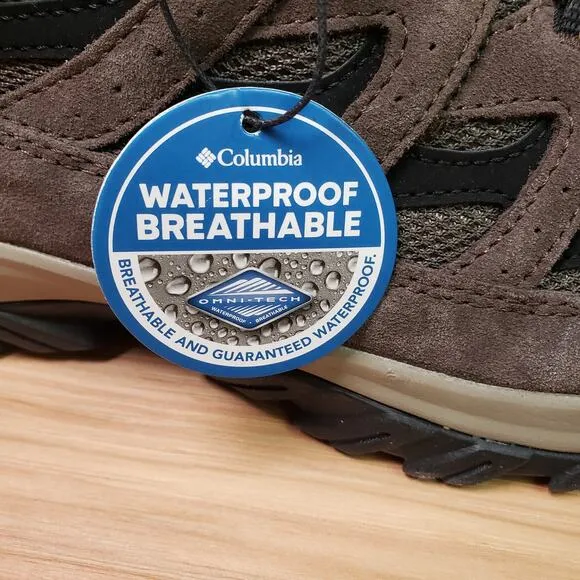 Columbia
WATERPROOF
BREATHABLE
OMNI-TECH
WATERPROOF BREATHABLE
BREATHABLE AND GUARANTEED WATERPROOF.